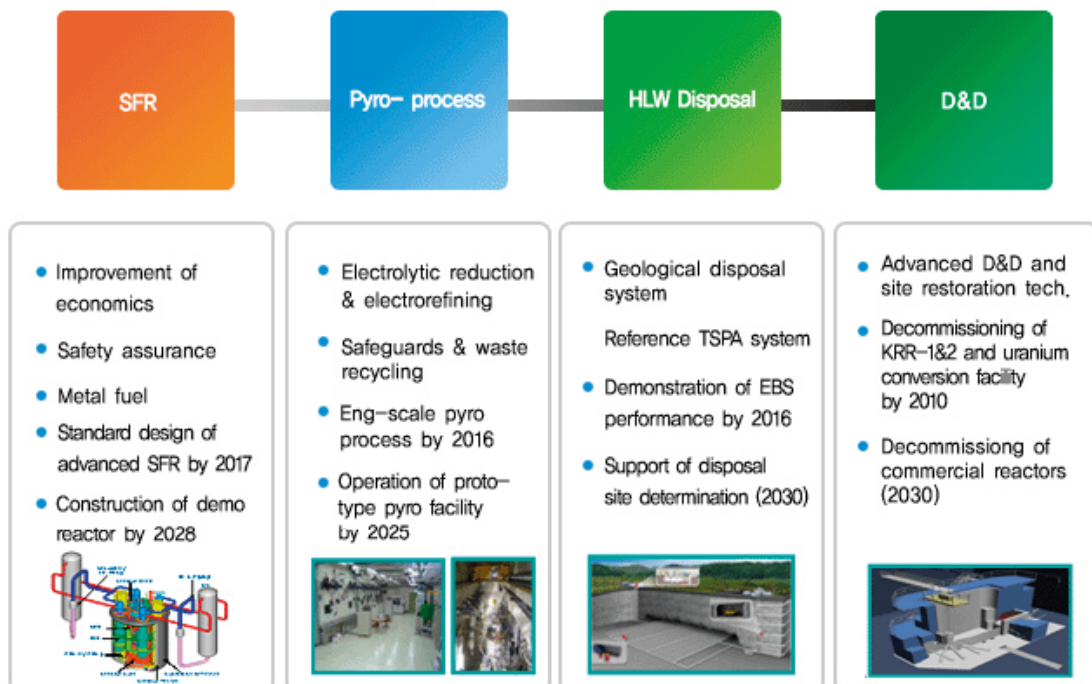 SFR
Pyro- process
HLW Disposal
D&D
Improvement of
economics
Safety assurance
Metal fuel
Standard design of
advanced SFR by 2017
Construction of demo
reactor by 2028
Electrolytic reduction
& electrorefining
Safeguards & waste
recycling
Eng-scale pyro
process by 2016
Operation of proto-
type pyro facility
by 2025
Geological disposal
system
Reference TSPA system
Demonstration of EBS
performance by 2016
Support of disposal
site determination (2030)
Advanced D&D and
site restoration tech.
Decommissioning of
KRR-1&2 and uranium
conversion facility
by 2010
Decommissiong of
commercial reactors
(2030)